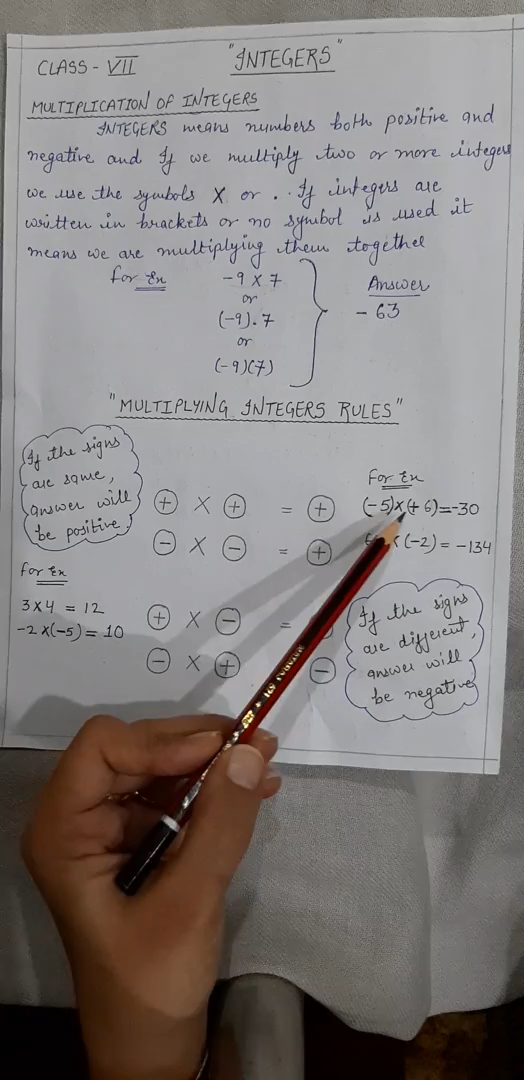 CLASS - VII
"INTEGERS"
MULTIPLICATION OF INTEGERS
INTEGERS means numbers both positive and
negative and If we multiply two or more integers
we use the symbols X or . . If integers are
written in brackets or no symbol is used it
means we are multiplying them together
For Ex
-9 X 7
or
(-9).7
or
(-9)(7)
Answer
- 63
"MULTIPLYING INTEGERS RULES"
If the signs
are same,
answer will
be positive.
+ X + = +
- X - = +
For Ex
(-5)X(+6)=-30
(-2) = -134
For Ex
3X4 = 12
-2X(-5) = 10
+ X - =
- X + -
If the signs
are different,
answer will
be negative